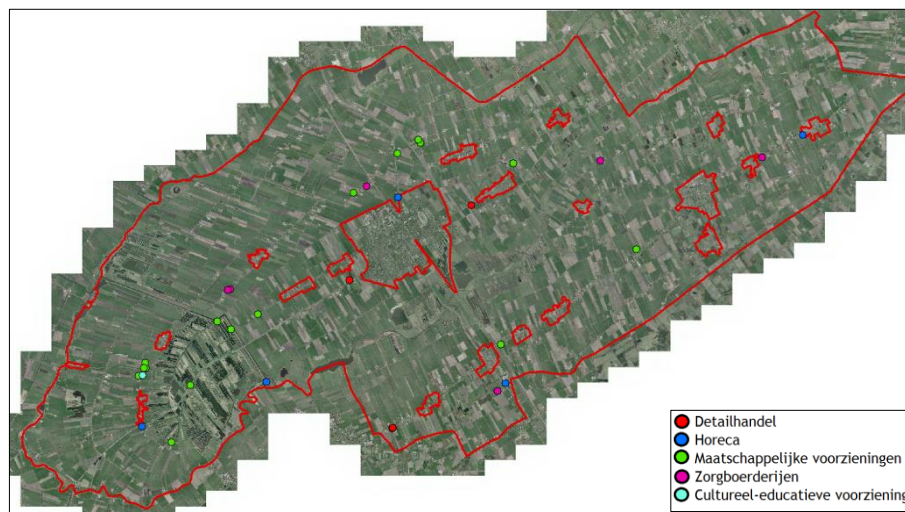 Detailhandel
Horeca
Maatschappelijke voorzieningen
Zorgboerderijen
Cultureel-educatieve voorziening